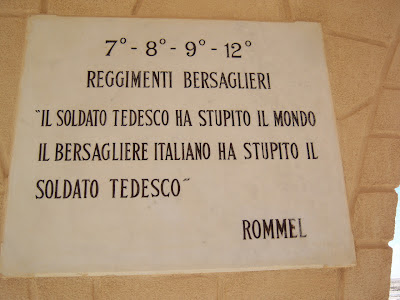 7° - 8° - 9° - 12°
REGGIMENTI BERSAGLIERI
"IL SOLDATO TEDESCO HA STUPITO IL MONDO
IL BERSAGLIERE ITALIANO HA STUPITO IL
SOLDATO TEDESCO"
ROMMEL